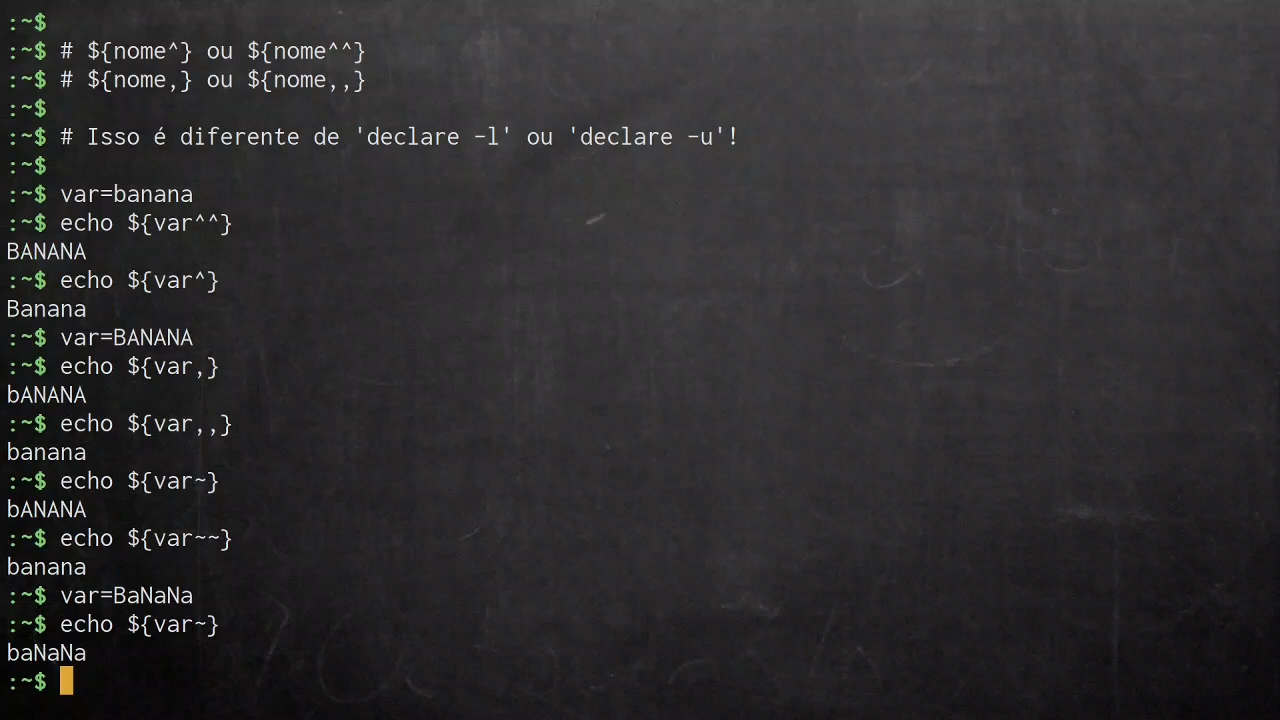 :~$
:~$ # ${nome^} ou ${nome^^}
:~$ # ${nome,} ou ${nome,,}
:~$
:~$ # Isso é diferente de 'declare -l' ou 'declare -u'!
:~$
:~$ var=banana
:~$ echo ${var^^}
BANANA
:~$ echo ${var^}
Banana
:~$ var=BANANA
:~$ echo ${var,}
bANANA
:~$ echo ${var,,}
banana
:~$ echo ${var~}
bANANA
:~$ echo ${var~~}
banana
:~$ var=BaNaNa
:~$ echo ${var~}
baNaNa
:~$